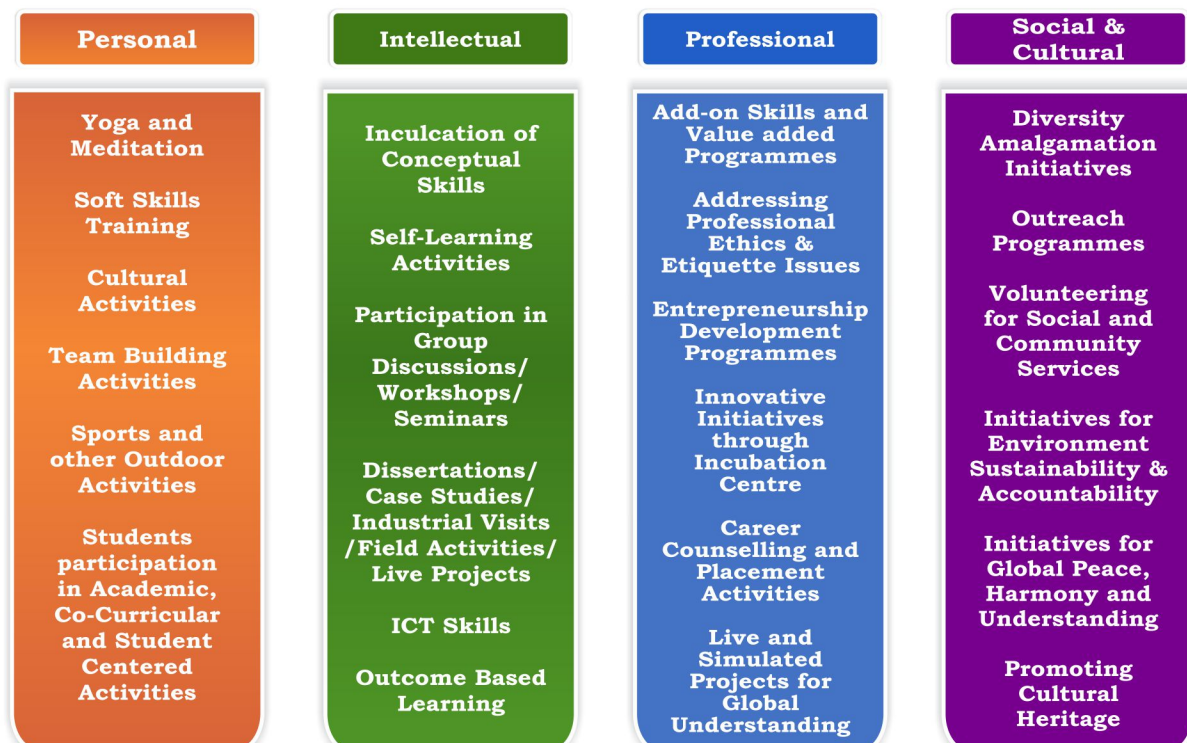 Personal
Yoga and
Meditation
Soft Skills
Training
Cultural
Activities
Team Building
Activities
Sports and
other Outdoor
Activities
Students
participation
in Academic,
Co-Curricular
and Student
Centered
Activities
Intellectual
Inculcation of
Conceptual
Skills
Self-Learning
Activities
Participation in
Group
Discussions/
Workshops/
Seminars
Dissertations/
Case Studies/
Industrial Visits
/Field Activities/
Live Projects
ICT Skills
Outcome Based
Learning
Professional
Add-on Skills and
Value added
Programmes
Addressing
Professional
Ethics &
Etiquette Issues
Entrepreneurship
Development
Programmes
Innovative
Initiatives
through
Incubation
Centre
Career
Counselling and
Placement
Activities
Live and
Simulated
Projects for
Global
Understanding
Social &
Cultural
Diversity
Amalgamation
Initiatives
Outreach
Programmes
Volunteering
for Social and
Community
Services
Initiatives for
Environment
Sustainability &
Accountability
Initiatives for
Global Peace,
Harmony and
Understanding
Promoting
Cultural
Heritage